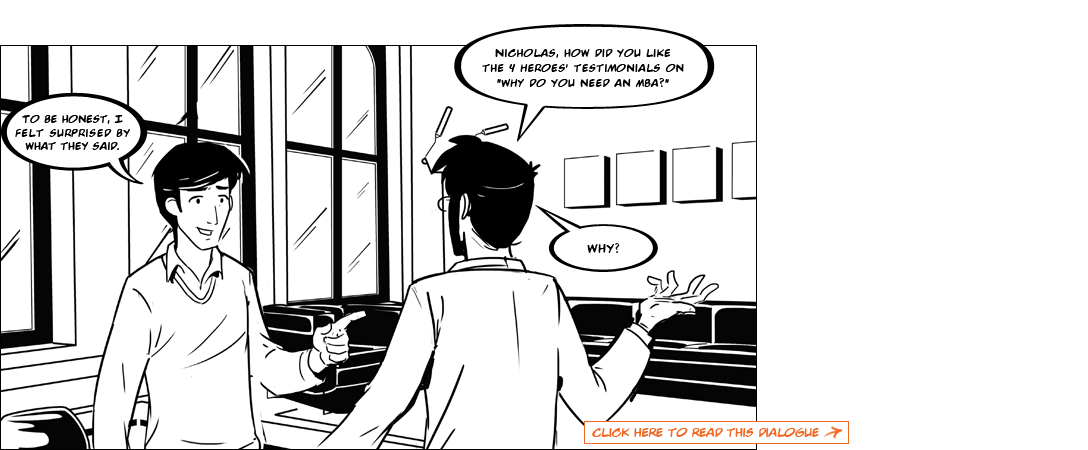 NICHOLAS, HOW DID YOU LIKE
THE 4 HEROES' TESTIMONIALS ON
"WHY DO YOU NEED AN MBA?"
TO BE HONEST, I
FELT SURPRISED BY
WHAT THEY SAID.
WHY?
CLICK HERE TO READ THIS DIALOGUE